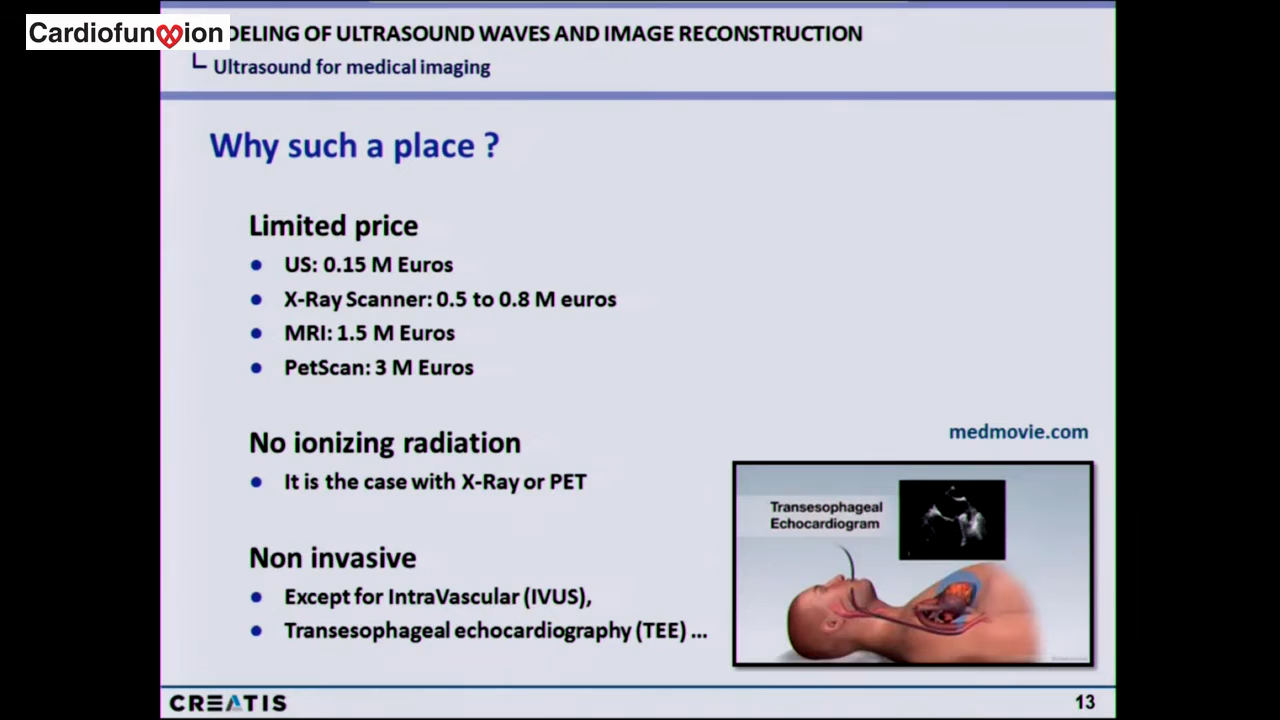 Cardiofunxion
DELING OF ULTRASOUND WAVES AND IMAGE RECONSTRUCTION
Ultrasound for medical imaging
Why such a place ?
Limited price
US: 0.15 M Euros
X-Ray Scanner: 0.5 to 0.8 M euros
MRI: 1.5 M Euros
PetScan: 3 M Euros
No ionizing radiation
It is the case with X-Ray or PET
Non invasive
Except for IntraVascular (IVUS),
Transesophageal echocardiography (TEE) ...
medmovie.com
Transesophageal
Echocardiogram
CREATIS
13